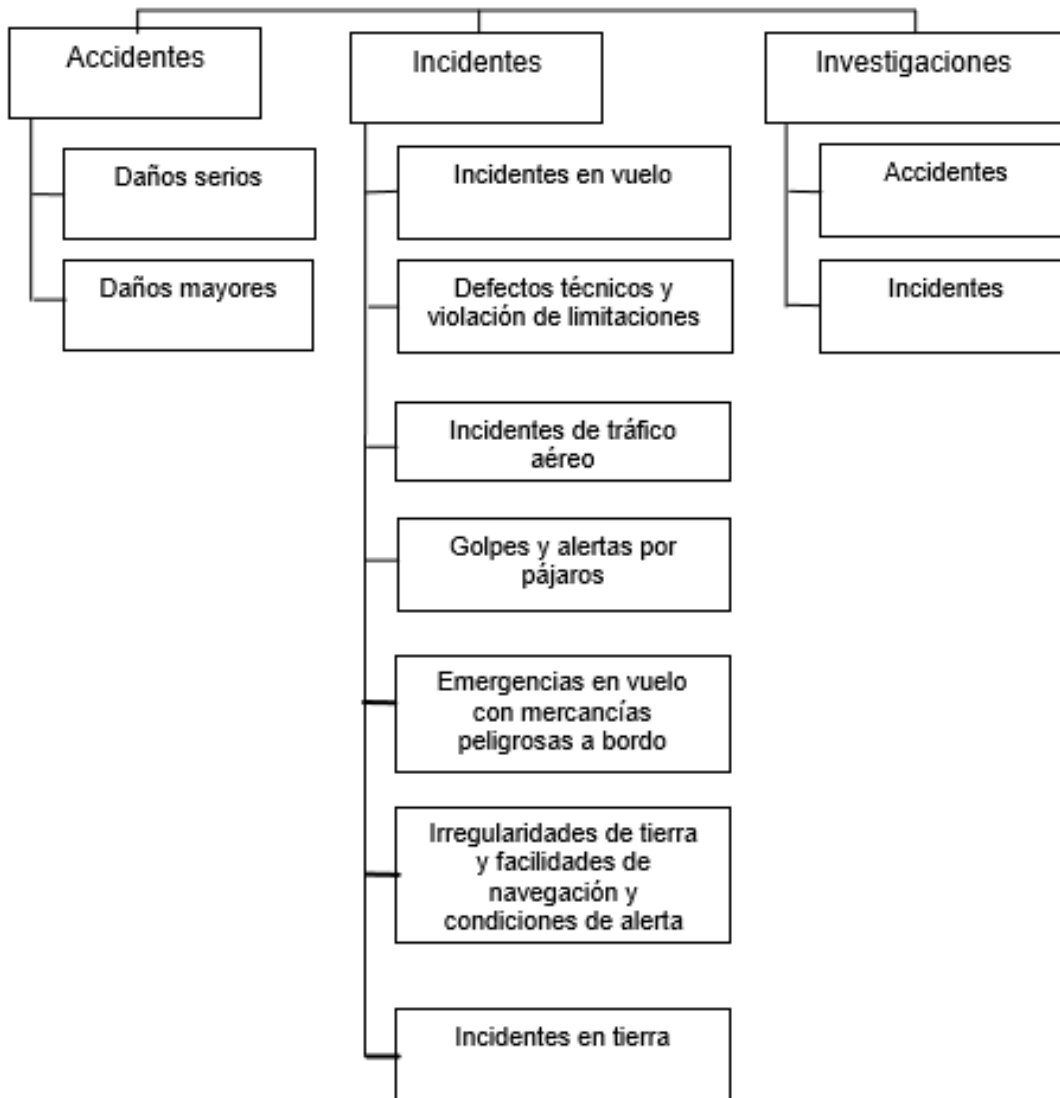 Accidentes
Incidentes
Investigaciones
Daños serios
Daños mayores
Incidentes en vuelo
Defectos técnicos y
violación de limitaciones
Incidentes de tráfico
aéreo
Golpes y alertas por
pájaros
Emergencias en vuelo
con mercancías
peligrosas a bordo
Irregularidades de tierra
y facilidades de
navegación y
condiciones de alerta
Incidentes en tierra
Accidentes
Incidentes